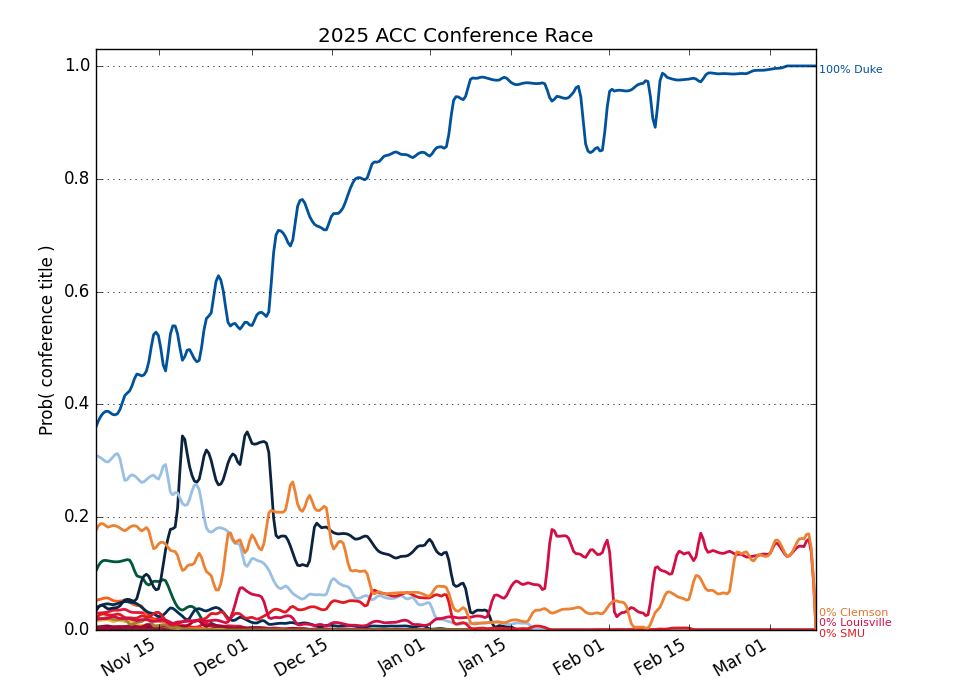 2025 ACC Conference Race
Prob( conference title )
1.0
0.8
0.6
0.4
0.2
0.0
100% Duke
0% Clemson
0% Louisville
0% SMU
Nov 15
Dec 01
Dec 15
Jan 01
Jan 15
Feb 01
Feb 15
Mar 01